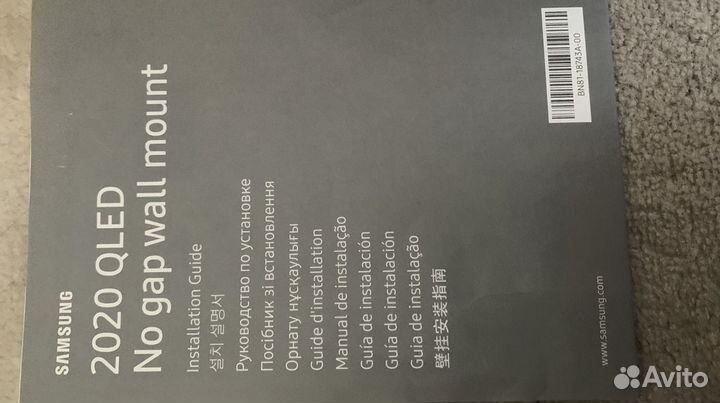 SAMSUNG
2020 QLED
No gap wall mount
Installation Guide
설치 설명서
Руководство по установке
Посібник зі встановлення
Орнату нұсқаулығы
Guide d'installation
Manual de instalação
Guía de instalación
Guía de instalación
Guia de instalação
壁挂安装指南
BN81-18743A-00
www.samsung.com
Avito